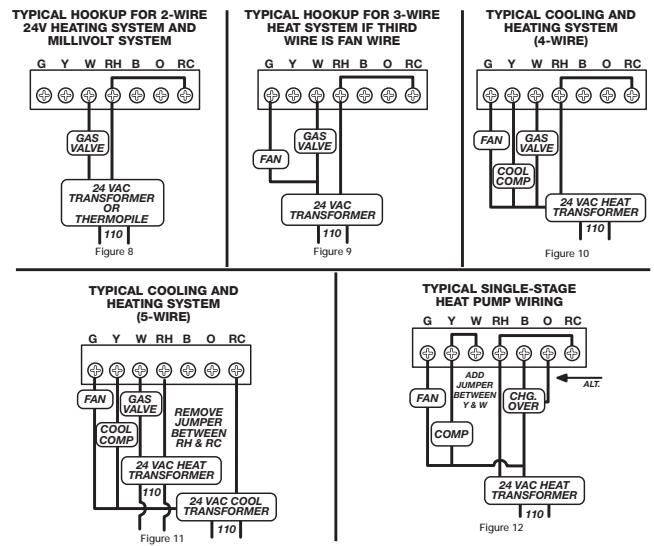 TYPICAL HOOKUP FOR 2-WIRE
24V HEATING SYSTEM AND
MILLIVOLT SYSTEM
G Y W RH B O RC
GAS
VALVE
24 VAC
TRANSFORMER
OR
THERMOPILE
110
Figure 8
TYPICAL HOOKUP FOR 3-WIRE
HEAT SYSTEM IF THIRD
WIRE IS FAN WIRE
G Y W RH B O RC
GAS
VALVE
FAN
24 VAC
TRANSFORMER
110
Figure 9
TYPICAL COOLING AND
HEATING SYSTEM
(4-WIRE)
G Y W RH B O RC
FAN
GAS
VALVE
COOL
COMP
24 VAC HEAT
TRANSFORMER
110
Figure 10
TYPICAL COOLING AND
HEATING SYSTEM
(5-WIRE)
G Y W RH B O RC
FAN
GAS
VALVE
COOL
COMP
REMOVE
JUMPER
BETWEEN
RH & RC
24 VAC HEAT
TRANSFORMER
110
24 VAC COOL
TRANSFORMER
110
Figure 11
TYPICAL SINGLE-STAGE
HEAT PUMP WIRING
G Y W RH B O RC
ADD
JUMPER
BETWEEN
Y & W
ALT.
FAN
CHG.
OVER
COMP
24 VAC HEAT
TRANSFORMER
110
Figure 12